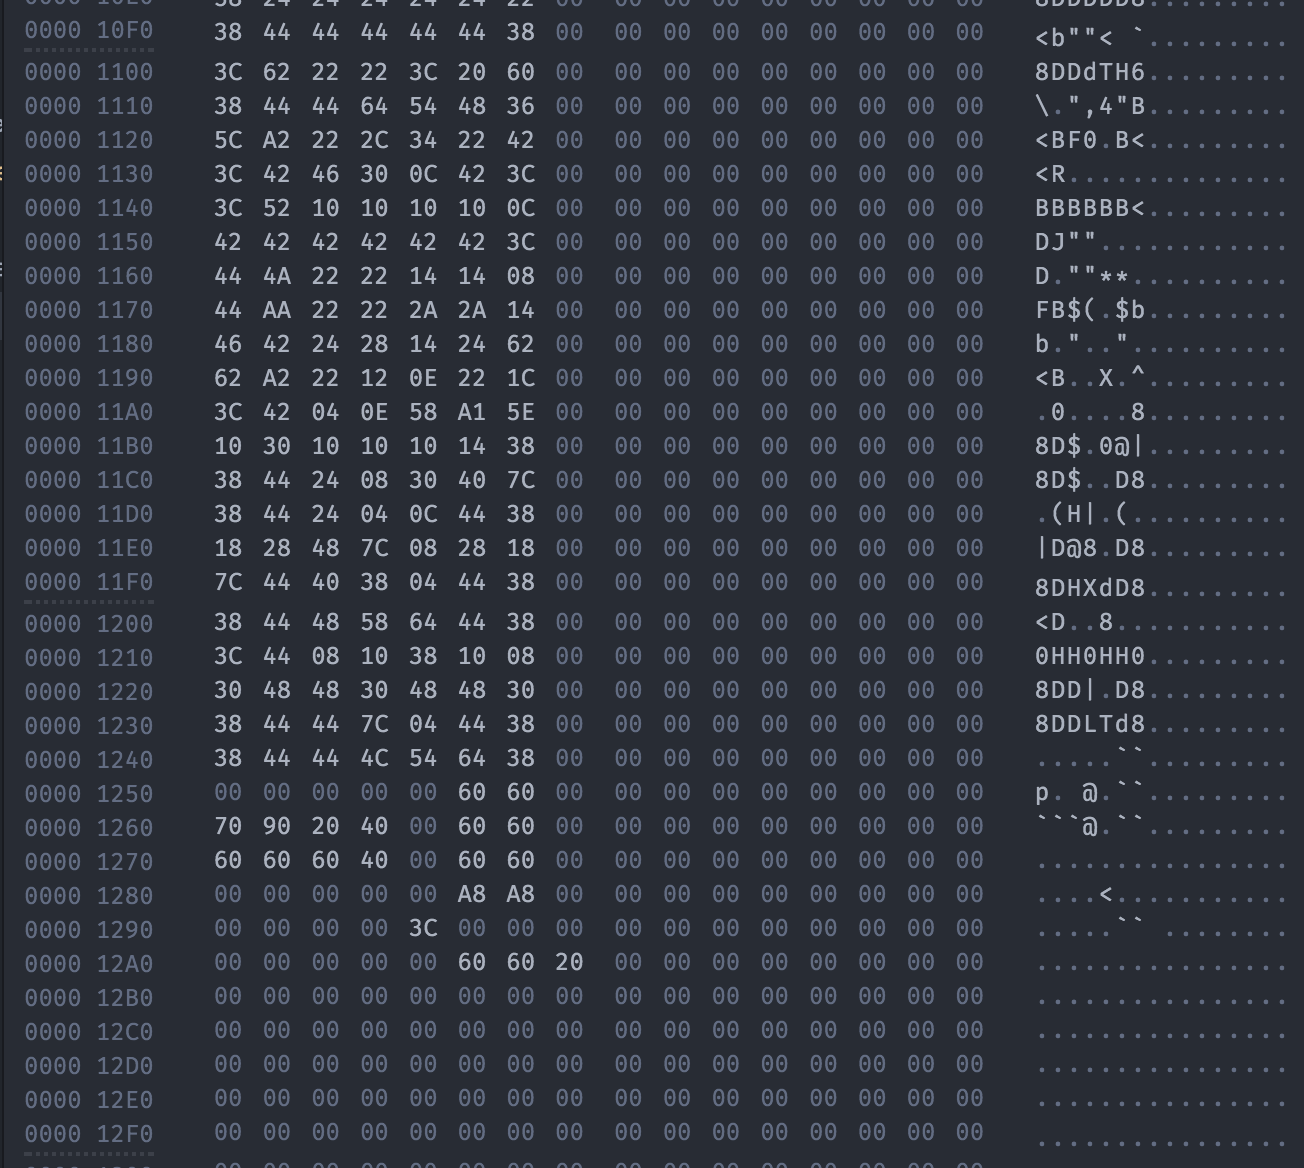 0000 10F0 38 44 44 44 44 44 38 00 00 00 00 00 00 00 00 00 <b""< `.........
0000 1100 3C 62 22 22 3C 20 60 00 00 00 00 00 00 00 00 00 8DDdTH6.........
0000 1110 38 44 44 64 54 48 36 00 00 00 00 00 00 00 00 00 \.",4"B.........
0000 1120 5C A2 22 2C 34 22 42 00 00 00 00 00 00 00 00 00 <BF0.B<.........
0000 1130 3C 42 46 30 0C 42 3C 00 00 00 00 00 00 00 00 00 <R..............
0000 1140 3C 52 10 10 10 10 0C 00 00 00 00 00 00 00 00 00 BBBBBB<.........
0000 1150 42 42 42 42 42 42 3C 00 00 00 00 00 00 00 00 00 DJ""............
0000 1160 44 4A 22 22 14 14 08 00 00 00 00 00 00 00 00 00 D.""**..........
0000 1170 44 AA 22 22 2A 2A 14 00 00 00 00 00 00 00 00 00 FB$(.$b.........
0000 1180 46 42 24 28 14 24 62 00 00 00 00 00 00 00 00 00 b.".."..........
0000 1190 62 A2 22 12 0E 22 1C 00 00 00 00 00 00 00 00 00 <B..X.^.........
0000 11A0 3C 42 04 0E 58 A1 5E 00 00 00 00 00 00 00 00 00 .0....8.........
0000 11B0 10 30 10 10 10 14 38 00 00 00 00 00 00 00 00 00 8D$.0@|.........
0000 11C0 38 44 24 08 30 40 7C 00 00 00 00 00 00 00 00 00 8D$..D8.........
0000 11D0 38 44 24 04 0C 44 38 00 00 00 00 00 00 00 00 00 .(H|.(..........
0000 11E0 18 28 48 7C 08 28 18 00 00 00 00 00 00 00 00 00 |D@8.D8.........
0000 11F0 7C 44 40 38 04 44 38 00 00 00 00 00 00 00 00 00 8DHXdD8.........
0000 1200 38 44 48 58 64 44 38 00 00 00 00 00 00 00 00 00 <D..8...........
0000 1210 3C 44 08 10 38 10 08 00 00 00 00 00 00 00 00 00 0HH0HH0.........
0000 1220 30 48 48 30 48 48 30 00 00 00 00 00 00 00 00 00 8DD|.D8.........
0000 1230 38 44 44 7C 04 44 38 00 00 00 00 00 00 00 00 00 8DDLTd8.........
0000 1240 38 44 44 4C 54 64 38 00 00 00 00 00 00 00 00 00 .....``.........
0000 1250 00 00 00 00 00 60 60 00 00 00 00 00 00 00 00 00 p. @.``.........
0000 1260 70 90 20 40 00 60 60 00 00 00 00 00 00 00 00 00 ```@.``.........
0000 1270 60 60 60 40 00 60 60 00 00 00 00 00 00 00 00 00 ................
0000 1280 00 00 00 00 00 A8 A8 00 00 00 00 00 00 00 00 00 ....<...........
0000 1290 00 00 00 00 3C 00 00 00 00 00 00 00 00 00 00 00 .....`` ........
0000 12A0 00 00 00 00 00 60 60 20 00 00 00 00 00 00 00 00 ................
0000 12B0 00 00 00 00 00 00 00 00 00 00 00 00 00 00 00 00 ................
0000 12C0 00 00 00 00 00 00 00 00 00 00 00 00 00 00 00 00 ................
0000 12D0 00 00 00 00 00 00 00 00 00 00 00 00 00 00 00 00 ................
0000 12E0 00 00 00 00 00 00 00 00 00 00 00 00 00 00 00 00 ................
0000 12F0 00 00 00 00 00 00 00 00 00 00 00 00 00 00 00 00 ................